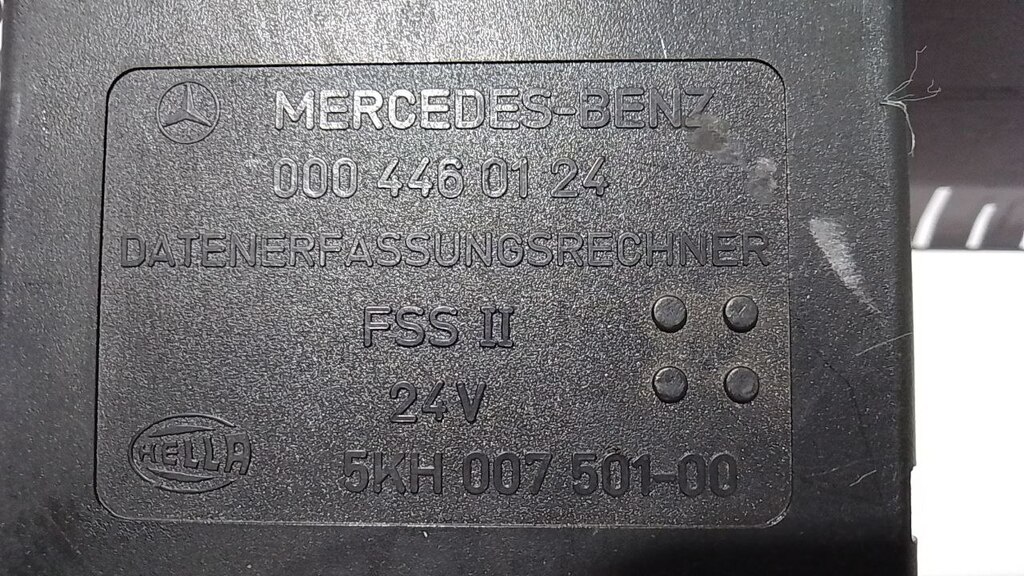 MERCEDES-BENZ
000 446 01 24
DATENERFASSUNGSRECHNER
FSS II
24V
HELLA
5KH 007 501-00